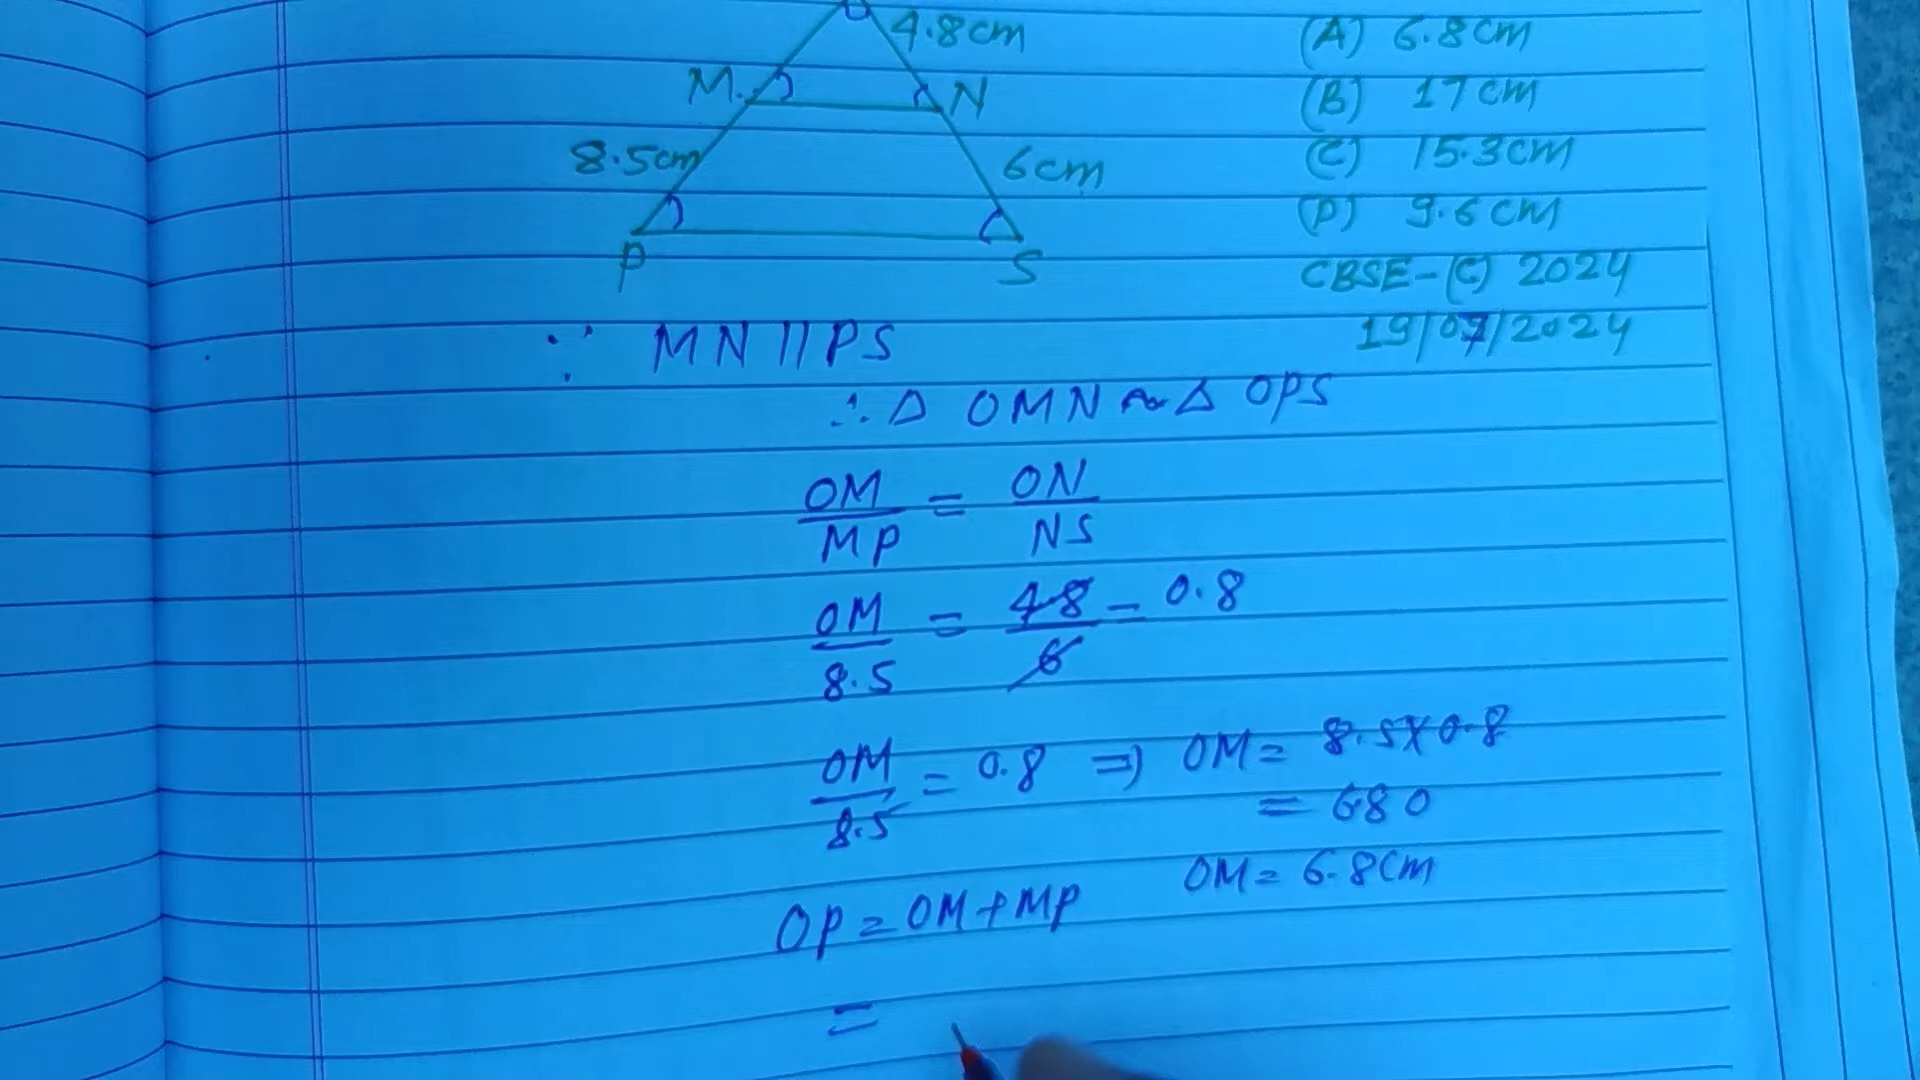 4.8cm
(A) 6.8cm
M
N
(B) 17cm
8.5cm
6cm
(C) 15.3cm
(D) 9.6cm
P
S
CBSE-(C) 2024
19/07/2024
∵ MN||PS
∴ Δ OMN ~ Δ OPS
OM/MP = ON/NS
OM/8.5 = 4.8/6 = 0.8
OM/8.5 = 0.8 ⇒ OM = 8.5×0.8
= 6.80
OM = 6.8cm
OP = OM+MP
=